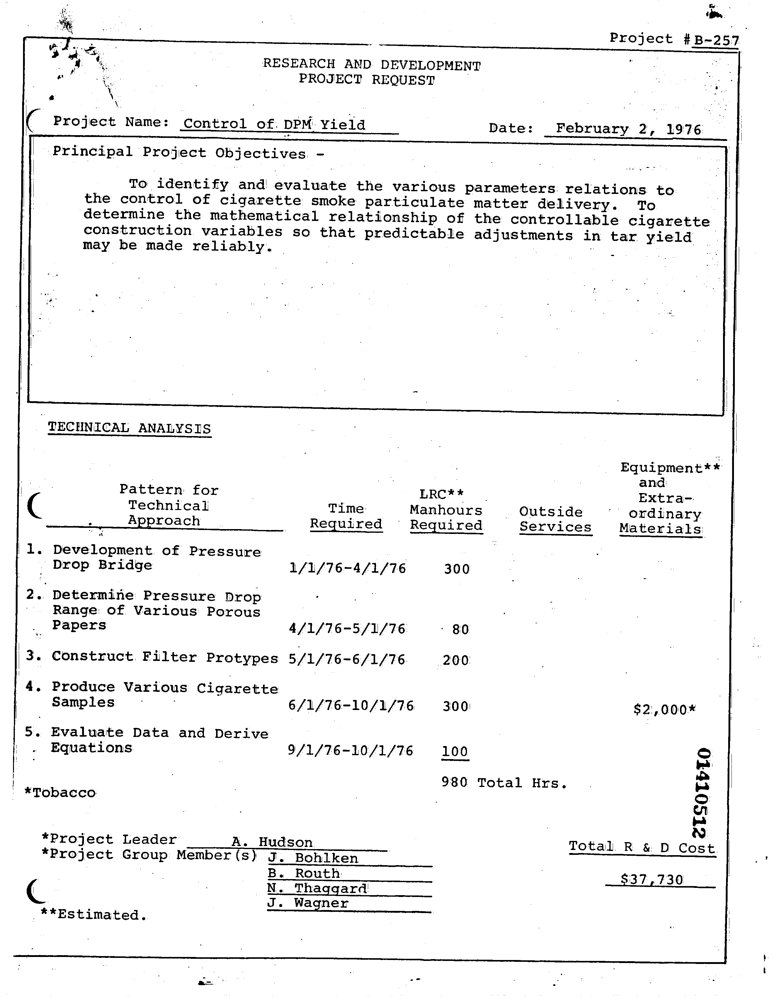 Project #B-257
RESEARCH AND DEVELOPMENT
PROJECT REQUEST
Project Name: Control of DPM Yield
Date: February 2, 1976
Principal Project Objectives -
To identify and evaluate the various parameters relations to
the control of cigarette smoke particulate matter delivery. To
determine the mathematical relationship of the controllable cigarette
construction variables so that predictable adjustments in tar yield
may be made reliably.
TECHNICAL ANALYSIS
Pattern for Technical Approach
Time Required
LRC** Manhours Required
Outside Services
Equipment** and Extra- ordinary Materials
1. Development of Pressure
Drop Bridge 1/1/76-4/1/76 300
2. Determine Pressure Drop
Range of Various Porous
Papers 4/1/76-5/1/76 80
3. Construct Filter Protypes 5/1/76-6/1/76 200
4. Produce Various Cigarette
Samples 6/1/76-10/1/76 300 $2,000*
5. Evaluate Data and Derive
Equations 9/1/76-10/1/76 100
980 Total Hrs.
*Tobacco
01410512
*Project Leader A. Hudson
*Project Group Member(s) J. Bohlken
B. Routh
N. Thaggard
J. Wagner
Total R & D Cost
$37,730
**Estimated.